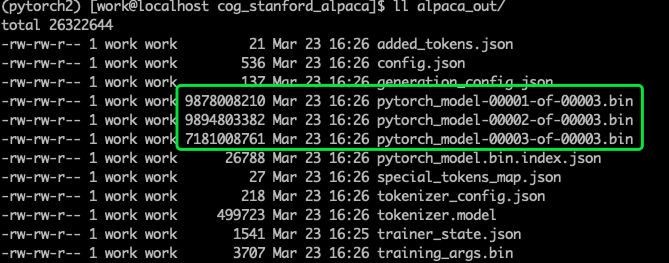 (pytorch2) [work@localhost cog_stanford_alpaca]$ ll alpaca_out/
total 26322644
-rw-rw-r-- 1 work work 21 Mar 23 16:26 added_tokens.json
-rw-rw-r-- 1 work work 536 Mar 23 16:26 config.json
-rw-rw-r-- 1 work work 137 Mar 23 16:26 generation_config.json
-rw-rw-r-- 1 work work 9878008210 Mar 23 16:26 pytorch_model-00001-of-00003.bin
-rw-rw-r-- 1 work work 9894803382 Mar 23 16:26 pytorch_model-00002-of-00003.bin
-rw-rw-r-- 1 work work 7181008761 Mar 23 16:26 pytorch_model-00003-of-00003.bin
-rw-rw-r-- 1 work work 26788 Mar 23 16:26 pytorch_model.bin.index.json
-rw-rw-r-- 1 work work 27 Mar 23 16:26 special_tokens_map.json
-rw-rw-r-- 1 work work 218 Mar 23 16:26 tokenizer_config.json
-rw-rw-r-- 1 work work 499723 Mar 23 16:26 tokenizer.model
-rw-rw-r-- 1 work work 1541 Mar 23 16:25 trainer_state.json
-rw-rw-r-- 1 work work 3707 Mar 23 16:26 training_args.bin